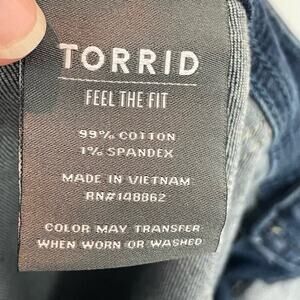 TORRID
FEEL THE FIT
99% COTTON
1% SPANDEX
MADE IN VIETNAM
RN#148862
COLOR MAY TRANSFER
WHEN WORN OR WASHED